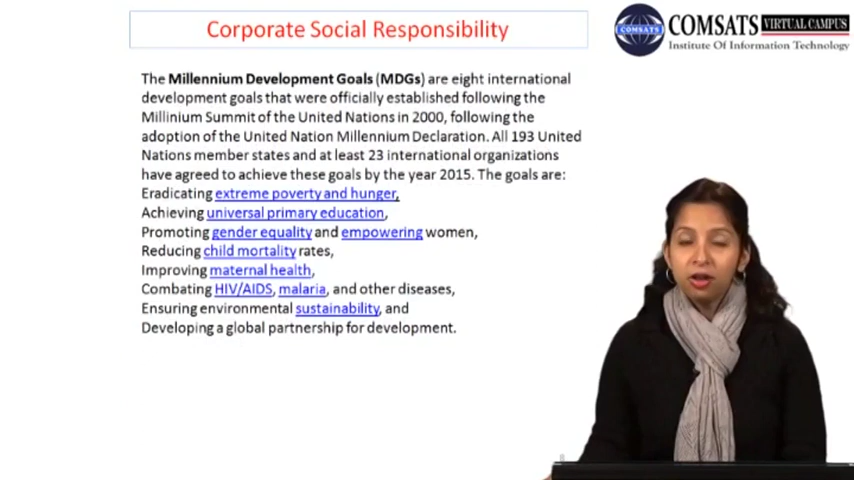 Corporate Social Responsibility
COMSATS
COMSATS VIRTUAL CAMPUS
Institute Of Information Technology
The Millennium Development Goals (MDGs) are eight international
development goals that were officially established following the
Millinium Summit of the United Nations in 2000, following the
adoption of the United Nation Millennium Declaration. All 193 United
Nations member states and at least 23 international organizations
have agreed to achieve these goals by the year 2015. The goals are:
Eradicating extreme poverty and hunger,
Achieving universal primary education,
Promoting gender equality and empowering women,
Reducing child mortality rates,
Improving maternal health,
Combating HIV/AIDS, malaria, and other diseases,
Ensuring environmental sustainability, and
Developing a global partnership for development.